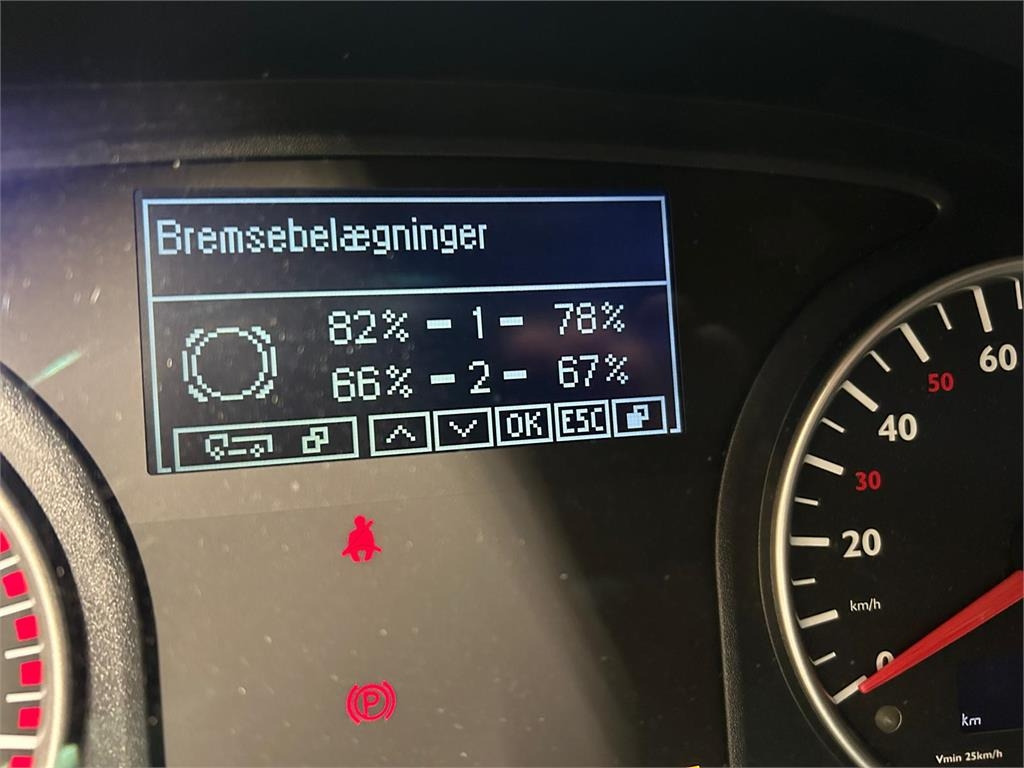 Bremsebelægninger
82% - 1 - 78%
66% - 2 - 67%
OK ESC
60
50
40
30
20
km/h
0
P
km
Vmin 25km/h